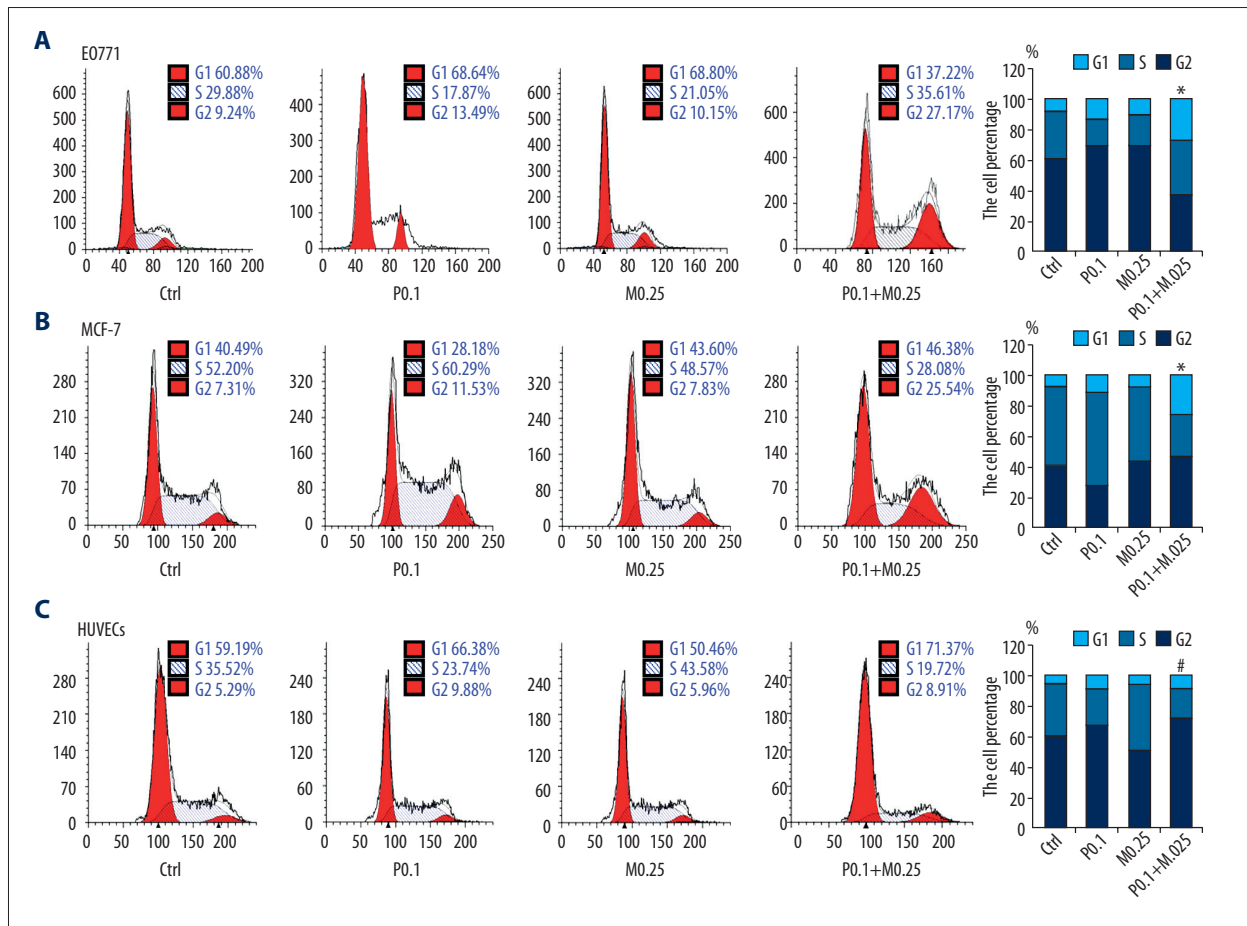 A
EO771
G1 60.88%
S 29.88%
G2 9.24%
600
500
400
300
200
100
0
0 40 80 120 160 200
Ctrl
G1 68.64%
S 17.87%
G2 13.49%
400
300
200
100
0
0 40 80 120 160 200
P0.1
G1 68.80%
S 21.05%
G2 10.15%
600
500
400
300
200
100
0
0 40 80 120 160 200
M0.25
G1 37.22%
S 35.61%
G2 27.17%
600
400
200
0
0 40 80 120 160
P0.1+M0.25
%
G1 S G2
The cell percentage
120
100
80
60
40
20
0
*
Ctrl
P0.1
M0.25
P0.1+M.025
B
MCF-7
G1 40.49%
S 52.20%
G2 7.31%
280
210
140
70
0
0 50 100 150 200
Ctrl
G1 28.18%
S 60.29%
G2 11.53%
320
240
160
80
0
0 50 100 150 200 250
P0.1
G1 43.60%
S 48.57%
G2 7.83%
320
240
160
80
0
0 50 100 150 200 250
M0.25
G1 46.38%
S 28.08%
G2 25.54%
280
210
140
70
0
0 50 100 150 200 250
P0.1+M0.25
%
G1 S G2
The cell percentage
120
100
80
60
40
20
0
*
Ctrl
P0.1
M0.25
P0.1+M.025
C
HUVECs
G1 59.19%
S 35.52%
G2 5.29%
280
210
140
70
0
0 50 100 150 200
Ctrl
G1 66.38%
S 23.74%
G2 9.88%
240
180
120
60
0
0 50 100 150 200
P0.1
G1 50.46%
S 43.58%
G2 5.96%
240
180
120
60
0
0 50 100 150 200
M0.25
G1 71.37%
S 19.72%
G2 8.91%
240
180
120
60
0
0 50 100 150 200
P0.1+M0.25
%
G1 S G2
The cell percentage
120
100
80
60
40
20
0
#
Ctrl
P0.1
M0.25
P0.1+M.025